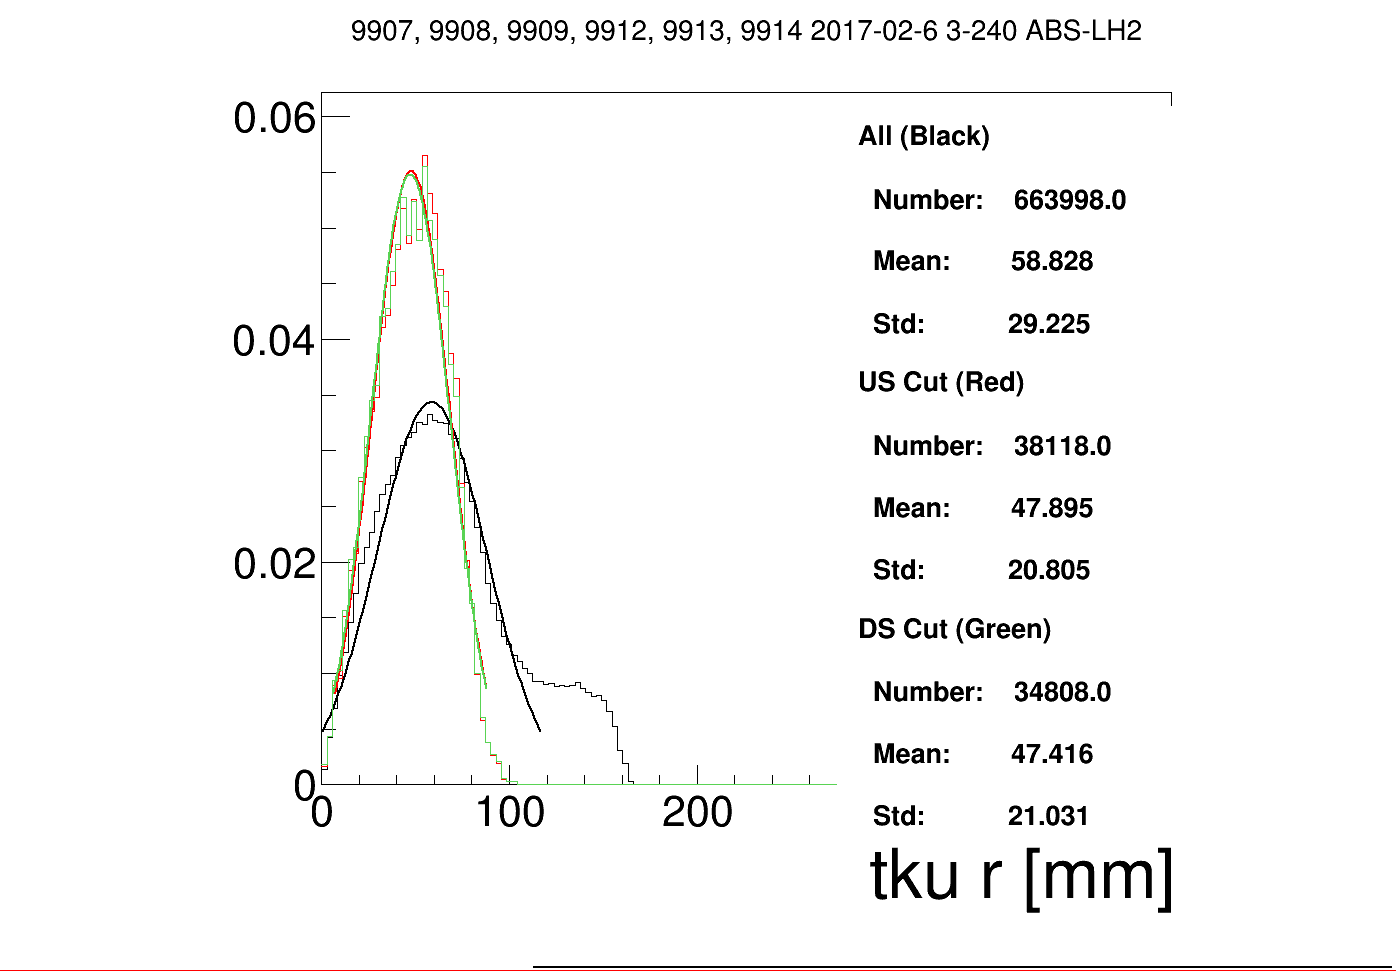 9907, 9908, 9909, 9912, 9913, 9914 2017-02-6 3-240 ABS-LH2
0.06
0.04
0.02
0
0 100 200
All (Black)
Number: 663998.0
Mean: 58.828
Std: 29.225
US Cut (Red)
Number: 38118.0
Mean: 47.895
Std: 20.805
DS Cut (Green)
Number: 34808.0
Mean: 47.416
Std: 21.031
tku r [mm]